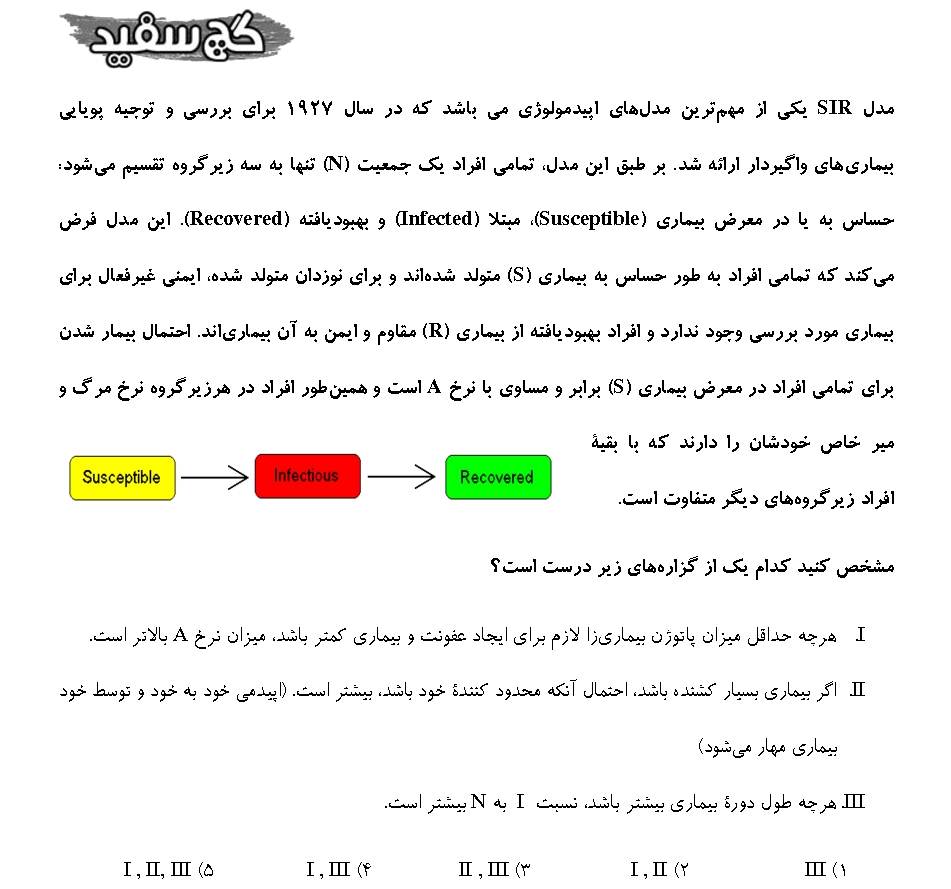 گچ سفید
مدل SIR یکی از مهم‌ترین مدل‌های اپیدمولوژی می باشد که در سال ۱۹۲۷ برای بررسی و توجیه پویایی
بیماری‌های واگیردار ارائه شد. بر طبق این مدل، تمامی افراد یک جمعیت (N) تنها به سه زیرگروه تقسیم می‌شود:
حساس به یا در معرض بیماری (Susceptible)، مبتلا (Infected) و بهبودیافته (Recovered). این مدل فرض
می‌کند که تمامی افراد به طور حساس به بیماری (S) متولد شده‌اند و برای نوزدان متولد شده، ایمنی غیرفعال برای
بیماری مورد بررسی وجود ندارد و افراد بهبودیافته از بیماری (R) مقاوم و ایمن به آن بیماری‌اند. احتمال بیمار شدن
برای تمامی افراد در معرض بیماری (S) برابر و مساوی با نرخ A است و همین‌طور افراد در هرزیرگروه نرخ مرگ و
میر خاص خودشان را دارند که با بقیهٔ
افراد زیرگروه‌های دیگر متفاوت است.
Susceptible
Infectious
Recovered
مشخص کنید کدام یک از گزاره‌های زیر درست است؟
I. هرچه حداقل میزان پاتوژن بیماری‌زا لازم برای ایجاد عفونت و بیماری کمتر باشد، میزان نرخ A بالاتر است.
II. اگر بیماری بسیار کشنده باشد، احتمال آنکه محدود کنندهٔ خود باشد، بیشتر است. (اپیدمی خود به خود و توسط خود
بیماری مهار می‌شود)
III. هرچه طول دورهٔ بیماری بیشتر باشد، نسبت I به N بیشتر است.
۱) III ۲) I , II ۳) II , III ۴) I , III ۵) I , II, III